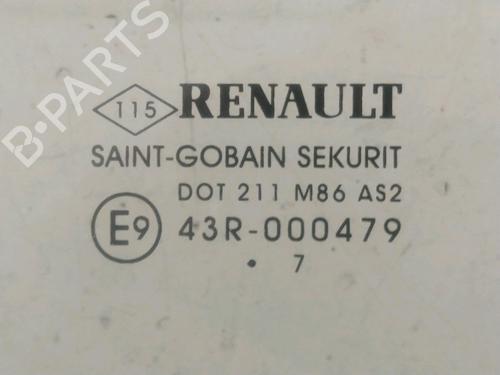 115 RENAULT
SAINT-GOBAIN SEKURIT
DOT 211 M86 AS2
E9 43R-000479
• 7
B-PARTS